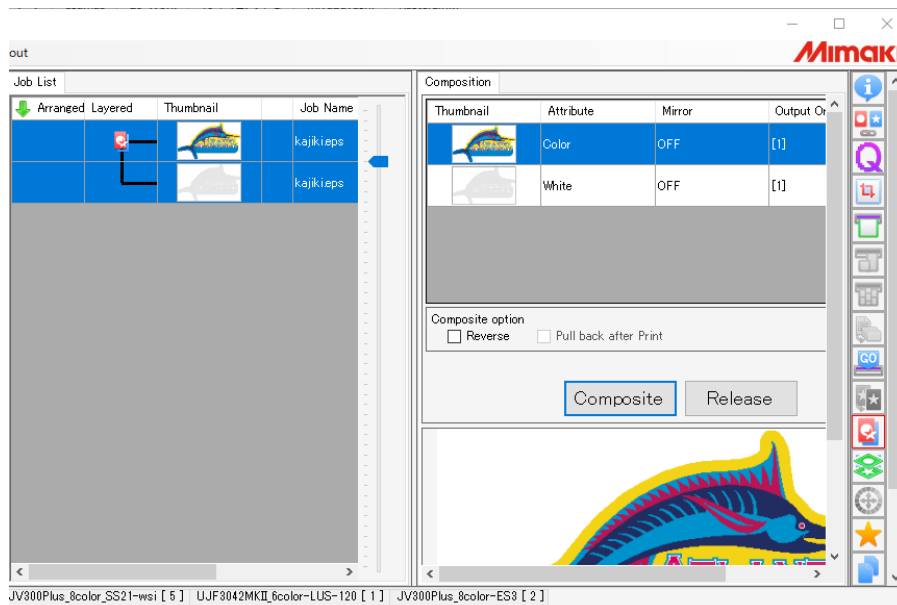 out
Mimaki
Job List
Arranged Layered Thumbnail Job Name
kajiki.eps
kajiki.eps
Composition
Thumbnail Attribute Mirror Output Or
Color OFF [1]
White OFF [1]
Composite option
Reverse Pull back after Print
Composite Release
Q
GO
JV300Plus_8color_SS21-wsi [ 5 ] UJF3042MKII_6color-LUS-120 [ 1 ] JV300Plus_8color-ES3 [ 2 ]